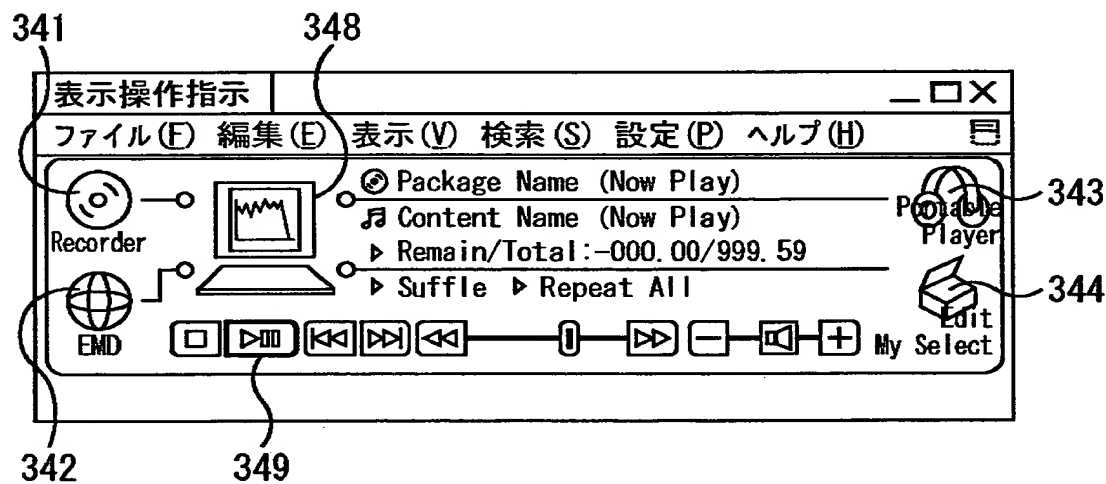 341 348
表示操作指示
ファイル(F) 編集(E) 表示(V) 検索(S) 設定(P) ヘルプ(H)
Package Name (Now Play)
Content Name (Now Play)
Remain/Total:-000.00/999.59
Suffle Repeat All
Recorder
EMD
Pootable
Player
Edit
My Select
343
344
342 349